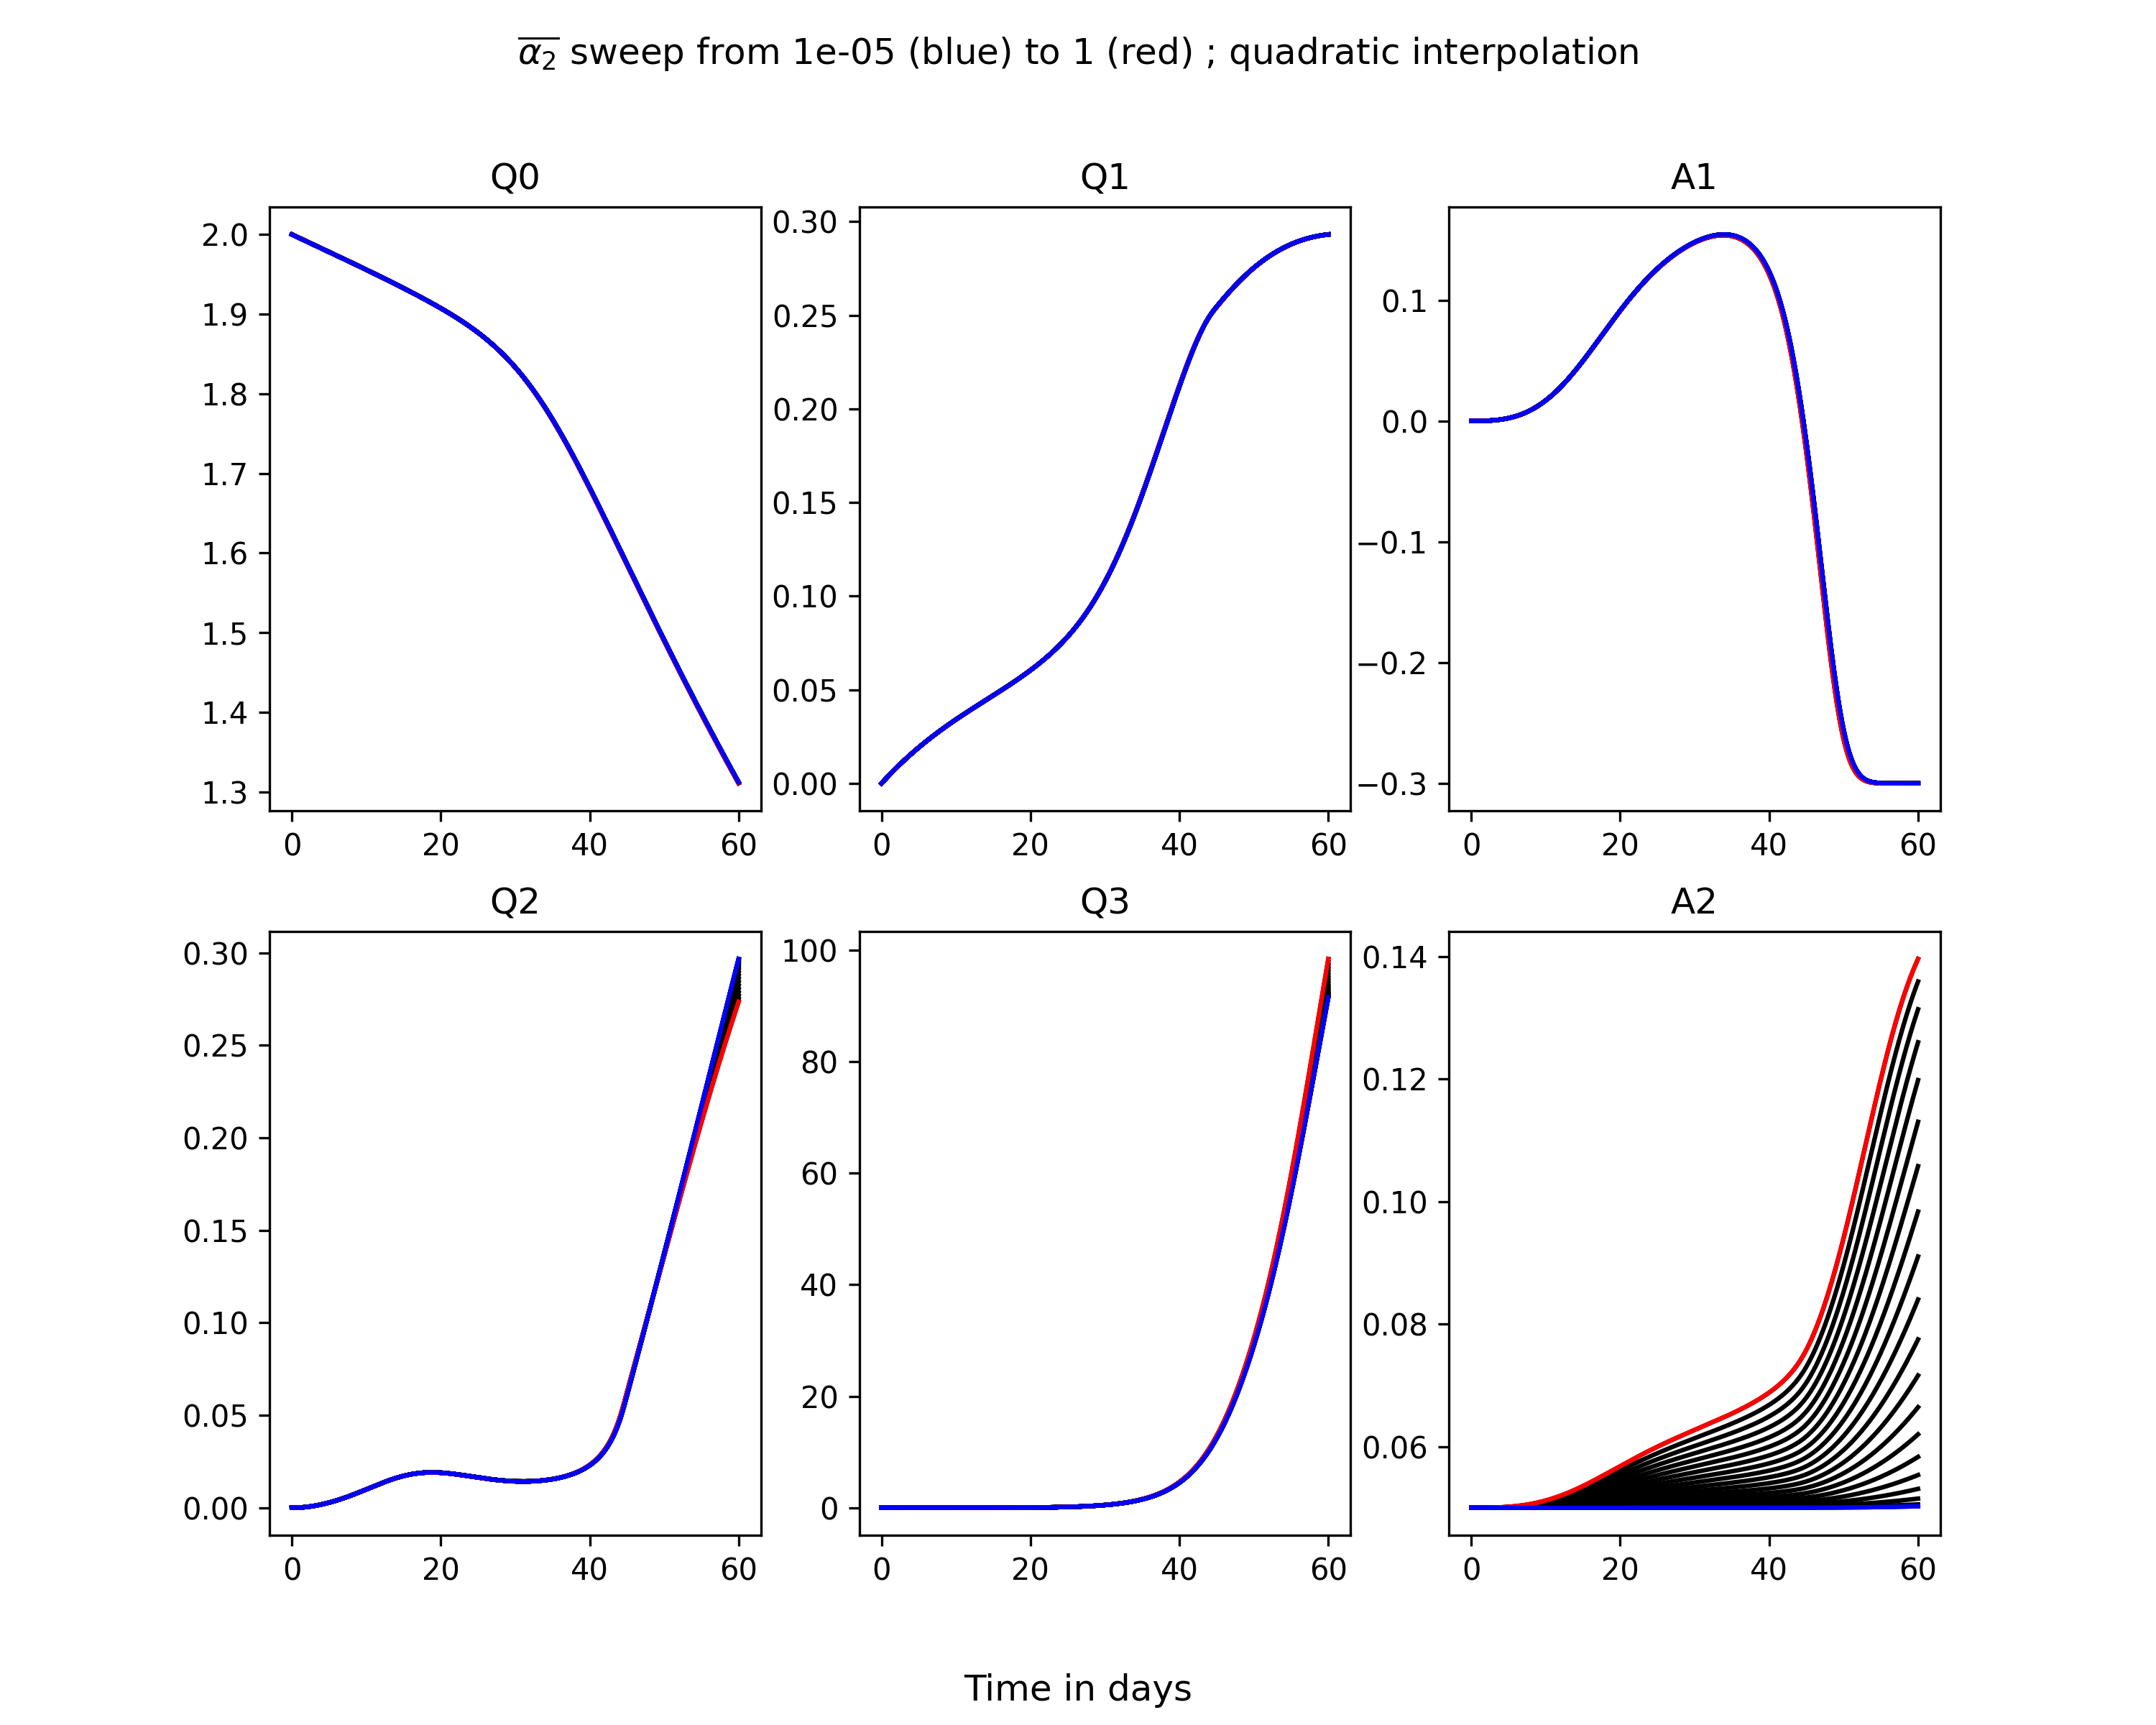 $\overline{\alpha_2}$ sweep from 1e-05 (blue) to 1 (red) ; quadratic interpolation
Q0
Q1
A1
2.0
1.9
1.8
1.7
1.6
1.5
1.4
1.3
0 20 40 60
0.30
0.25
0.20
0.15
0.10
0.05
0.00
0 20 40 60
0.1
0.0
−0.1
−0.2
−0.3
0 20 40 60
Q2
Q3
A2
0.30
0.25
0.20
0.15
0.10
0.05
0.00
0 20 40 60
100
80
60
40
20
0
0 20 40 60
0.14
0.12
0.10
0.08
0.06
0 20 40 60
Time in days